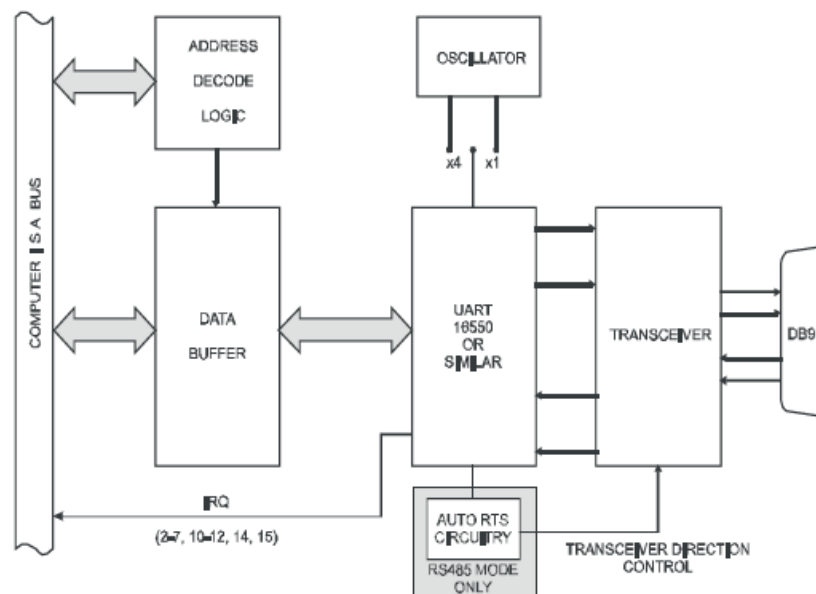 ADDRESS
DECODE
LOGIC
OSCILLATOR
x4
x1
COMPUTER I S A BUS
DATA
BUFFER
UART
16550
OR
SIMILAR
TRANSCEIVER
DB9
IRQ
(2-7, 10-12, 14, 15)
AUTO RTS
CIRCUITRY
RS485 MODE
ONLY
TRANSCEIVER DIRECTION
CONTROL